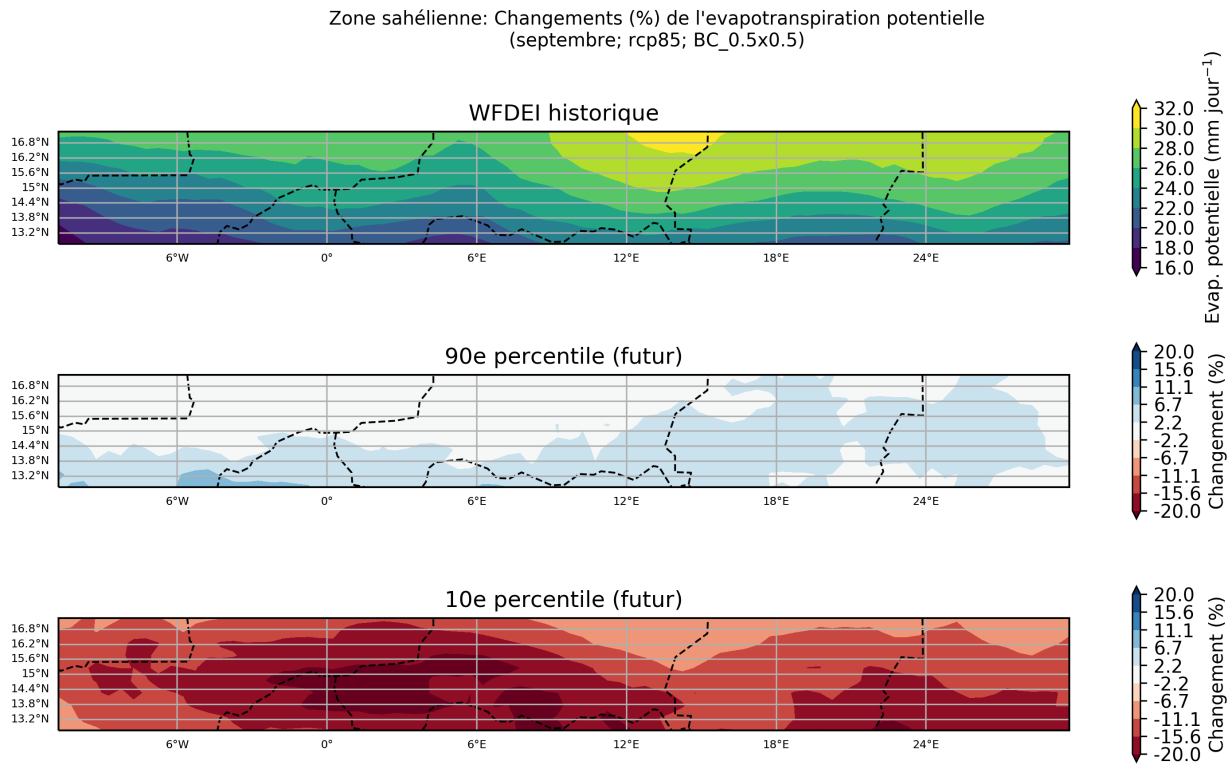 Zone sahélienne: Changements (%) de l'evapotranspiration potentielle
(septembre; rcp85; BC_0.5x0.5)
WFDEI historique
16.8°N
16.2°N
15.6°N
15°N
14.4°N
13.8°N
13.2°N
6°W 0° 6°E 12°E 18°E 24°E
32.0
30.0
28.0
26.0
24.0
22.0
20.0
18.0
16.0
Evap. potentielle (mm jour⁻¹)
90e percentile (futur)
16.8°N
16.2°N
15.6°N
15°N
14.4°N
13.8°N
13.2°N
6°W 0° 6°E 12°E 18°E 24°E
20.0
15.6
11.1
6.7
2.2
-2.2
-6.7
-11.1
-15.6
-20.0
Changement (%)
10e percentile (futur)
16.8°N
16.2°N
15.6°N
15°N
14.4°N
13.8°N
13.2°N
6°W 0° 6°E 12°E 18°E 24°E
20.0
15.6
11.1
6.7
2.2
-2.2
-6.7
-11.1
-15.6
-20.0
Changement (%)